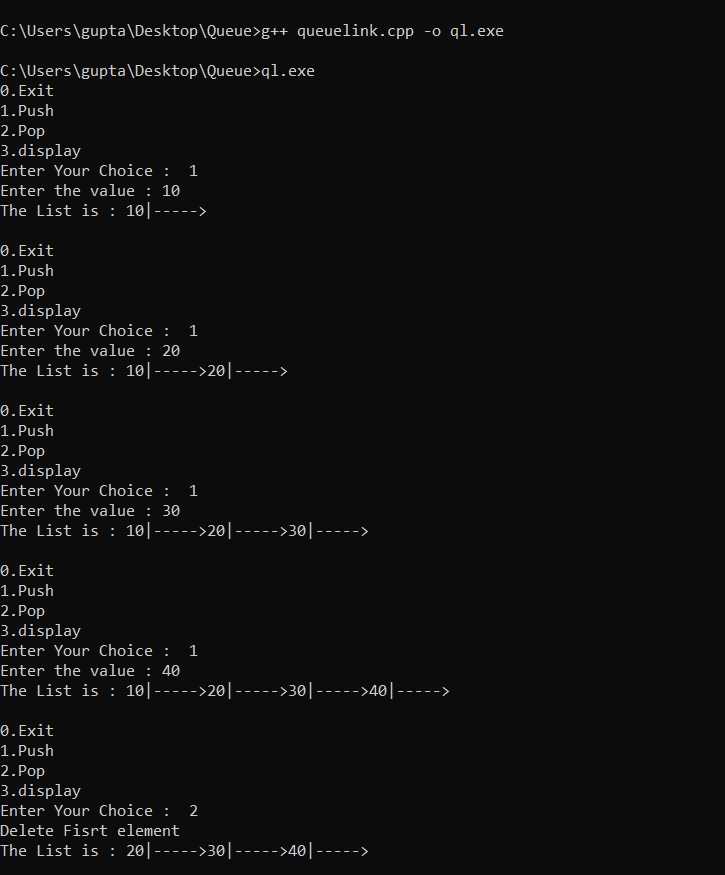 C:\Users\gupta\Desktop\Queue>g++ queuelink.cpp -o ql.exe
C:\Users\gupta\Desktop\Queue>ql.exe
0.Exit
1.Push
2.Pop
3.display
Enter Your Choice :  1
Enter the value : 10
The List is : 10|----->
0.Exit
1.Push
2.Pop
3.display
Enter Your Choice :  1
Enter the value : 20
The List is : 10|----->20|----->
0.Exit
1.Push
2.Pop
3.display
Enter Your Choice :  1
Enter the value : 30
The List is : 10|----->20|----->30|----->
0.Exit
1.Push
2.Pop
3.display
Enter Your Choice :  1
Enter the value : 40
The List is : 10|----->20|----->30|----->40|----->
0.Exit
1.Push
2.Pop
3.display
Enter Your Choice :  2
Delete Fisrt element
The List is : 20|----->30|----->40|----->